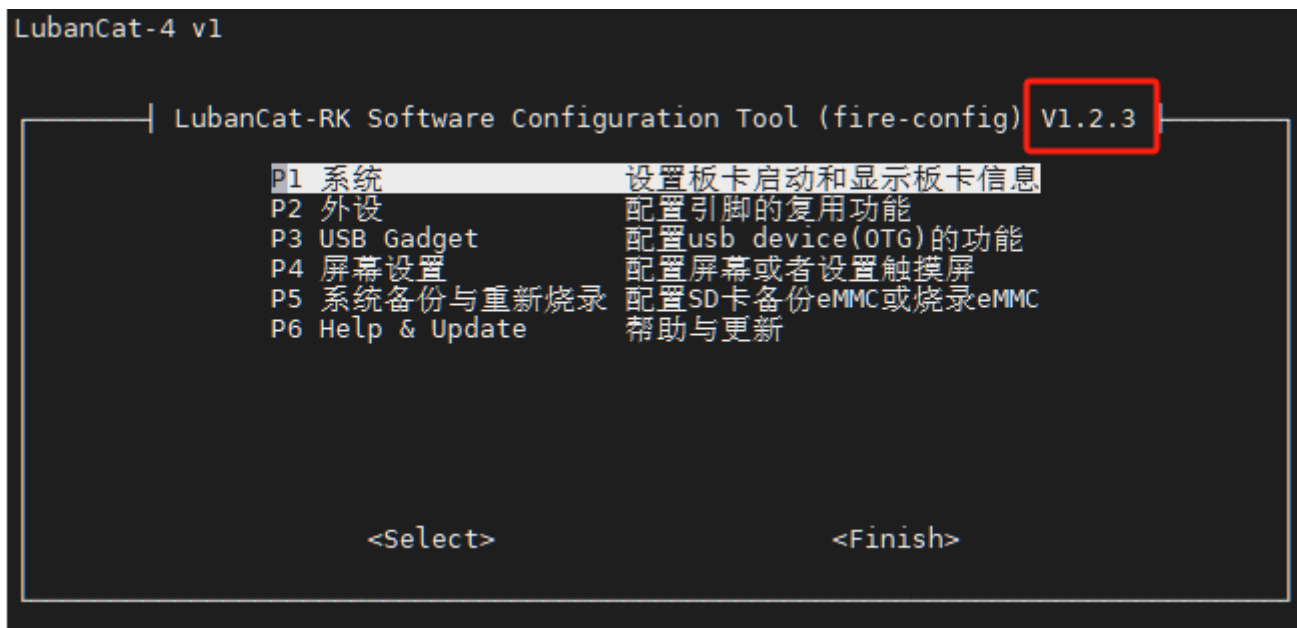 LubanCat-4 v1
LubanCat-RK Software Configuration Tool (fire-config) V1.2.3
P1 系统 设置板卡启动和显示板卡信息
P2 外设 配置引脚的复用功能
P3 USB Gadget 配置usb device(OTG)的功能
P4 屏幕设置 配置屏幕或者设置触摸屏
P5 系统备份与重新烧录 配置SD卡备份eMMC或烧录eMMC
P6 Help & Update 帮助与更新
<Select> <Finish>